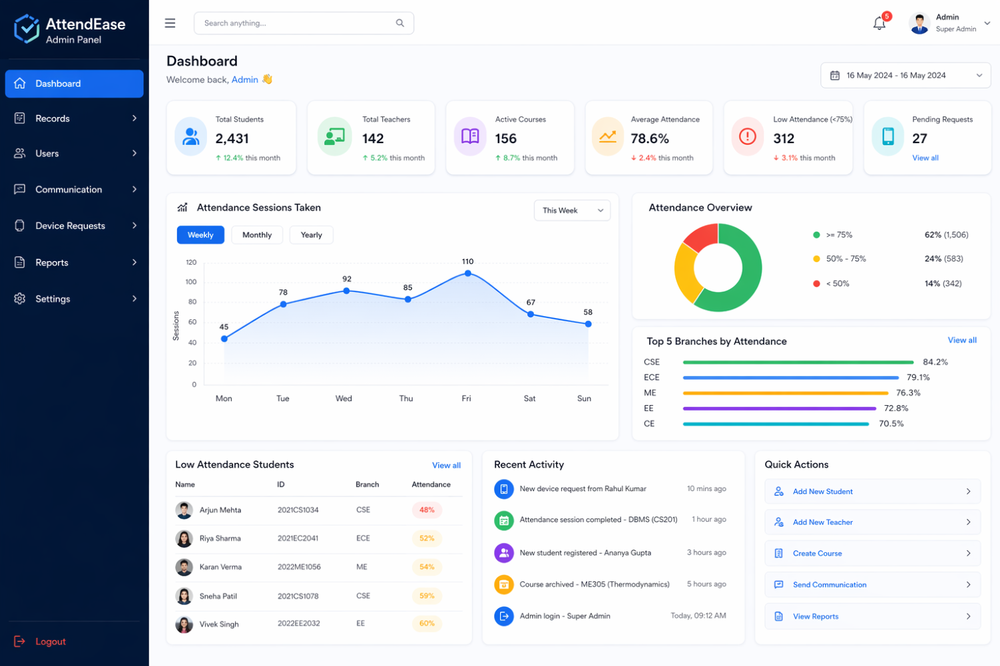 AttendEase
Admin Panel
Dashboard
Records
Users
Communication
Device Requests
Reports
Settings
Logout
Search anything...
5
Admin
Super Admin
Dashboard
Welcome back, Admin 👋
16 May 2024 - 16 May 2024
Total Students
2,431
↑ 12.4% this month
Total Teachers
142
↑ 5.2% this month
Active Courses
156
↑ 8.7% this month
Average Attendance
78.6%
↓ 2.4% this month
Low Attendance (<75%)
312
↓ 3.1% this month
Pending Requests
27
View all
Attendance Sessions Taken
This Week
Weekly Monthly Yearly
Sessions
120
100
80
60
40
20
0
45
78
92
85
110
67
58
Mon Tue Wed Thu Fri Sat Sun
Attendance Overview
>= 75% 62% (1,506)
50% - 75% 24% (583)
< 50% 14% (342)
Top 5 Branches by Attendance View all
CSE 84.2%
ECE 79.1%
ME 76.3%
EE 72.8%
CE 70.5%
Low Attendance Students View all
Name ID Branch Attendance
Arjun Mehta 2021CS1034 CSE 48%
Riya Sharma 2021EC2041 ECE 52%
Karan Verma 2022ME1056 ME 54%
Sneha Patil 2021CS1078 CSE 59%
Vivek Singh 2022EE2032 EE 60%
Recent Activity
New device request from Rahul Kumar 10 mins ago
Attendance session completed - DBMS (CS201) 1 hour ago
New student registered - Ananya Gupta 3 hours ago
Course archived - ME305 (Thermodynamics) 5 hours ago
Admin login - Super Admin Today, 09:12 AM
Quick Actions
Add New Student
Add New Teacher
Create Course
Send Communication
View Reports